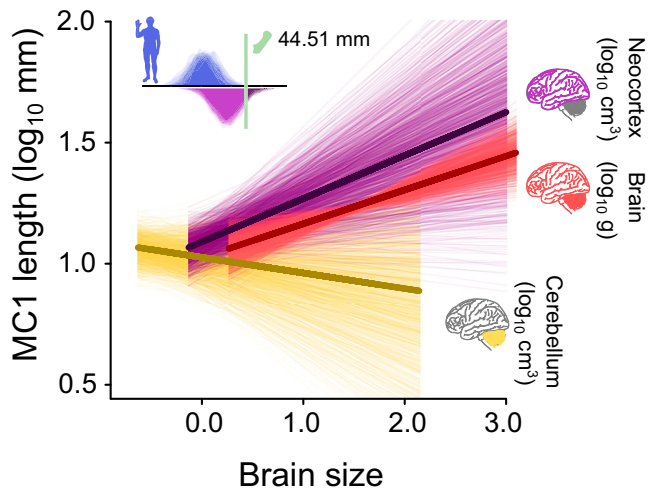 2.0
1.5
1.0
0.5
MC1 length (log₁₀ mm)
44.51 mm
Neocortex
(log₁₀ cm³)
Brain
(log₁₀ g)
Cerebellum
(log₁₀ cm³)
0.0 1.0 2.0 3.0
Brain size